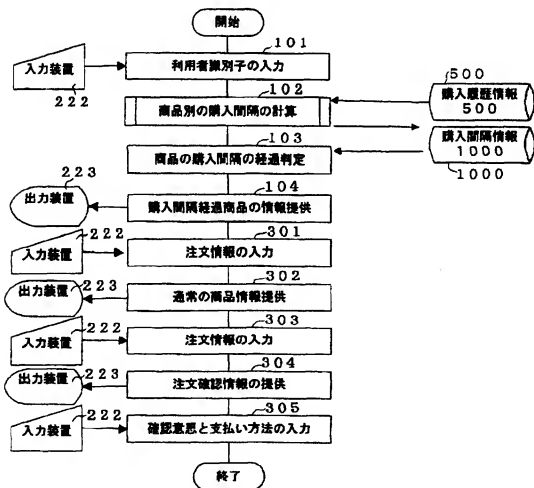 開始
101
入力装置
222
利用者識別子の入力
102
500
商品別の購入間隔の計算
購入履歴情報
500
103
購入間隔情報
1000
商品の購入間隔の経過判定
1000
223
104
出力装置
購入間隔経過商品の情報提供
222
301
入力装置
注文情報の入力
302
出力装置
223
通常の商品情報提供
222
303
入力装置
注文情報の入力
304
出力装置
223
注文確認情報の提供
222
305
入力装置
確認意思と支払い方法の入力
終了